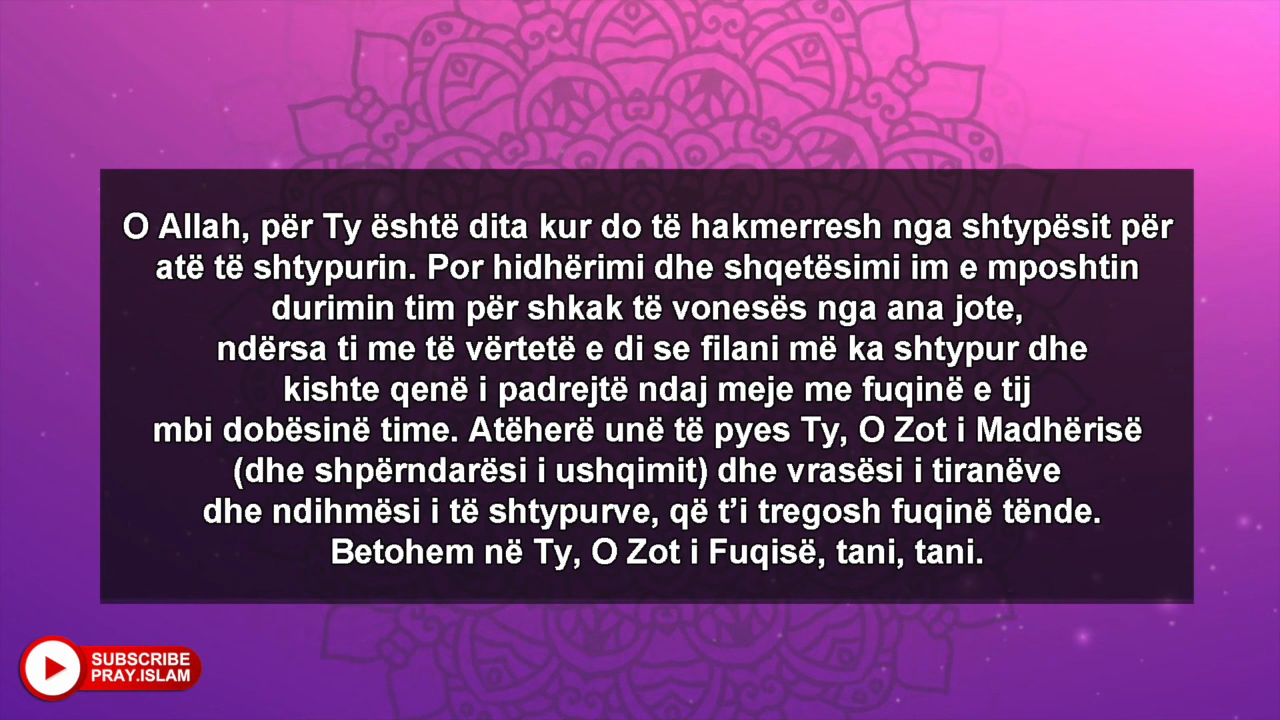 O Allah, për Ty është dita kur do të hakmerresh nga shtypësit për
atë të shtypurin. Por hidhërimi dhe shqetësimi im e mposhtin
durimin tim për shkak të vonesës nga ana jote,
ndërsa ti me të vërtetë e di se filani më ka shtypur dhe
kishte qenë i padrejtë ndaj meje me fuqinë e tij
mbi dobësinë time. Atëherë unë të pyes Ty, O Zot i Madhërisë
(dhe shpërndarësi i ushqimit) dhe vrasësi i tiranëve
dhe ndihmësi i të shtypurve, që t’i tregosh fuqinë tënde.
Betohem në Ty, O Zot i Fuqisë, tani, tani.
SUBSCRIBE
PRAY.ISLAM